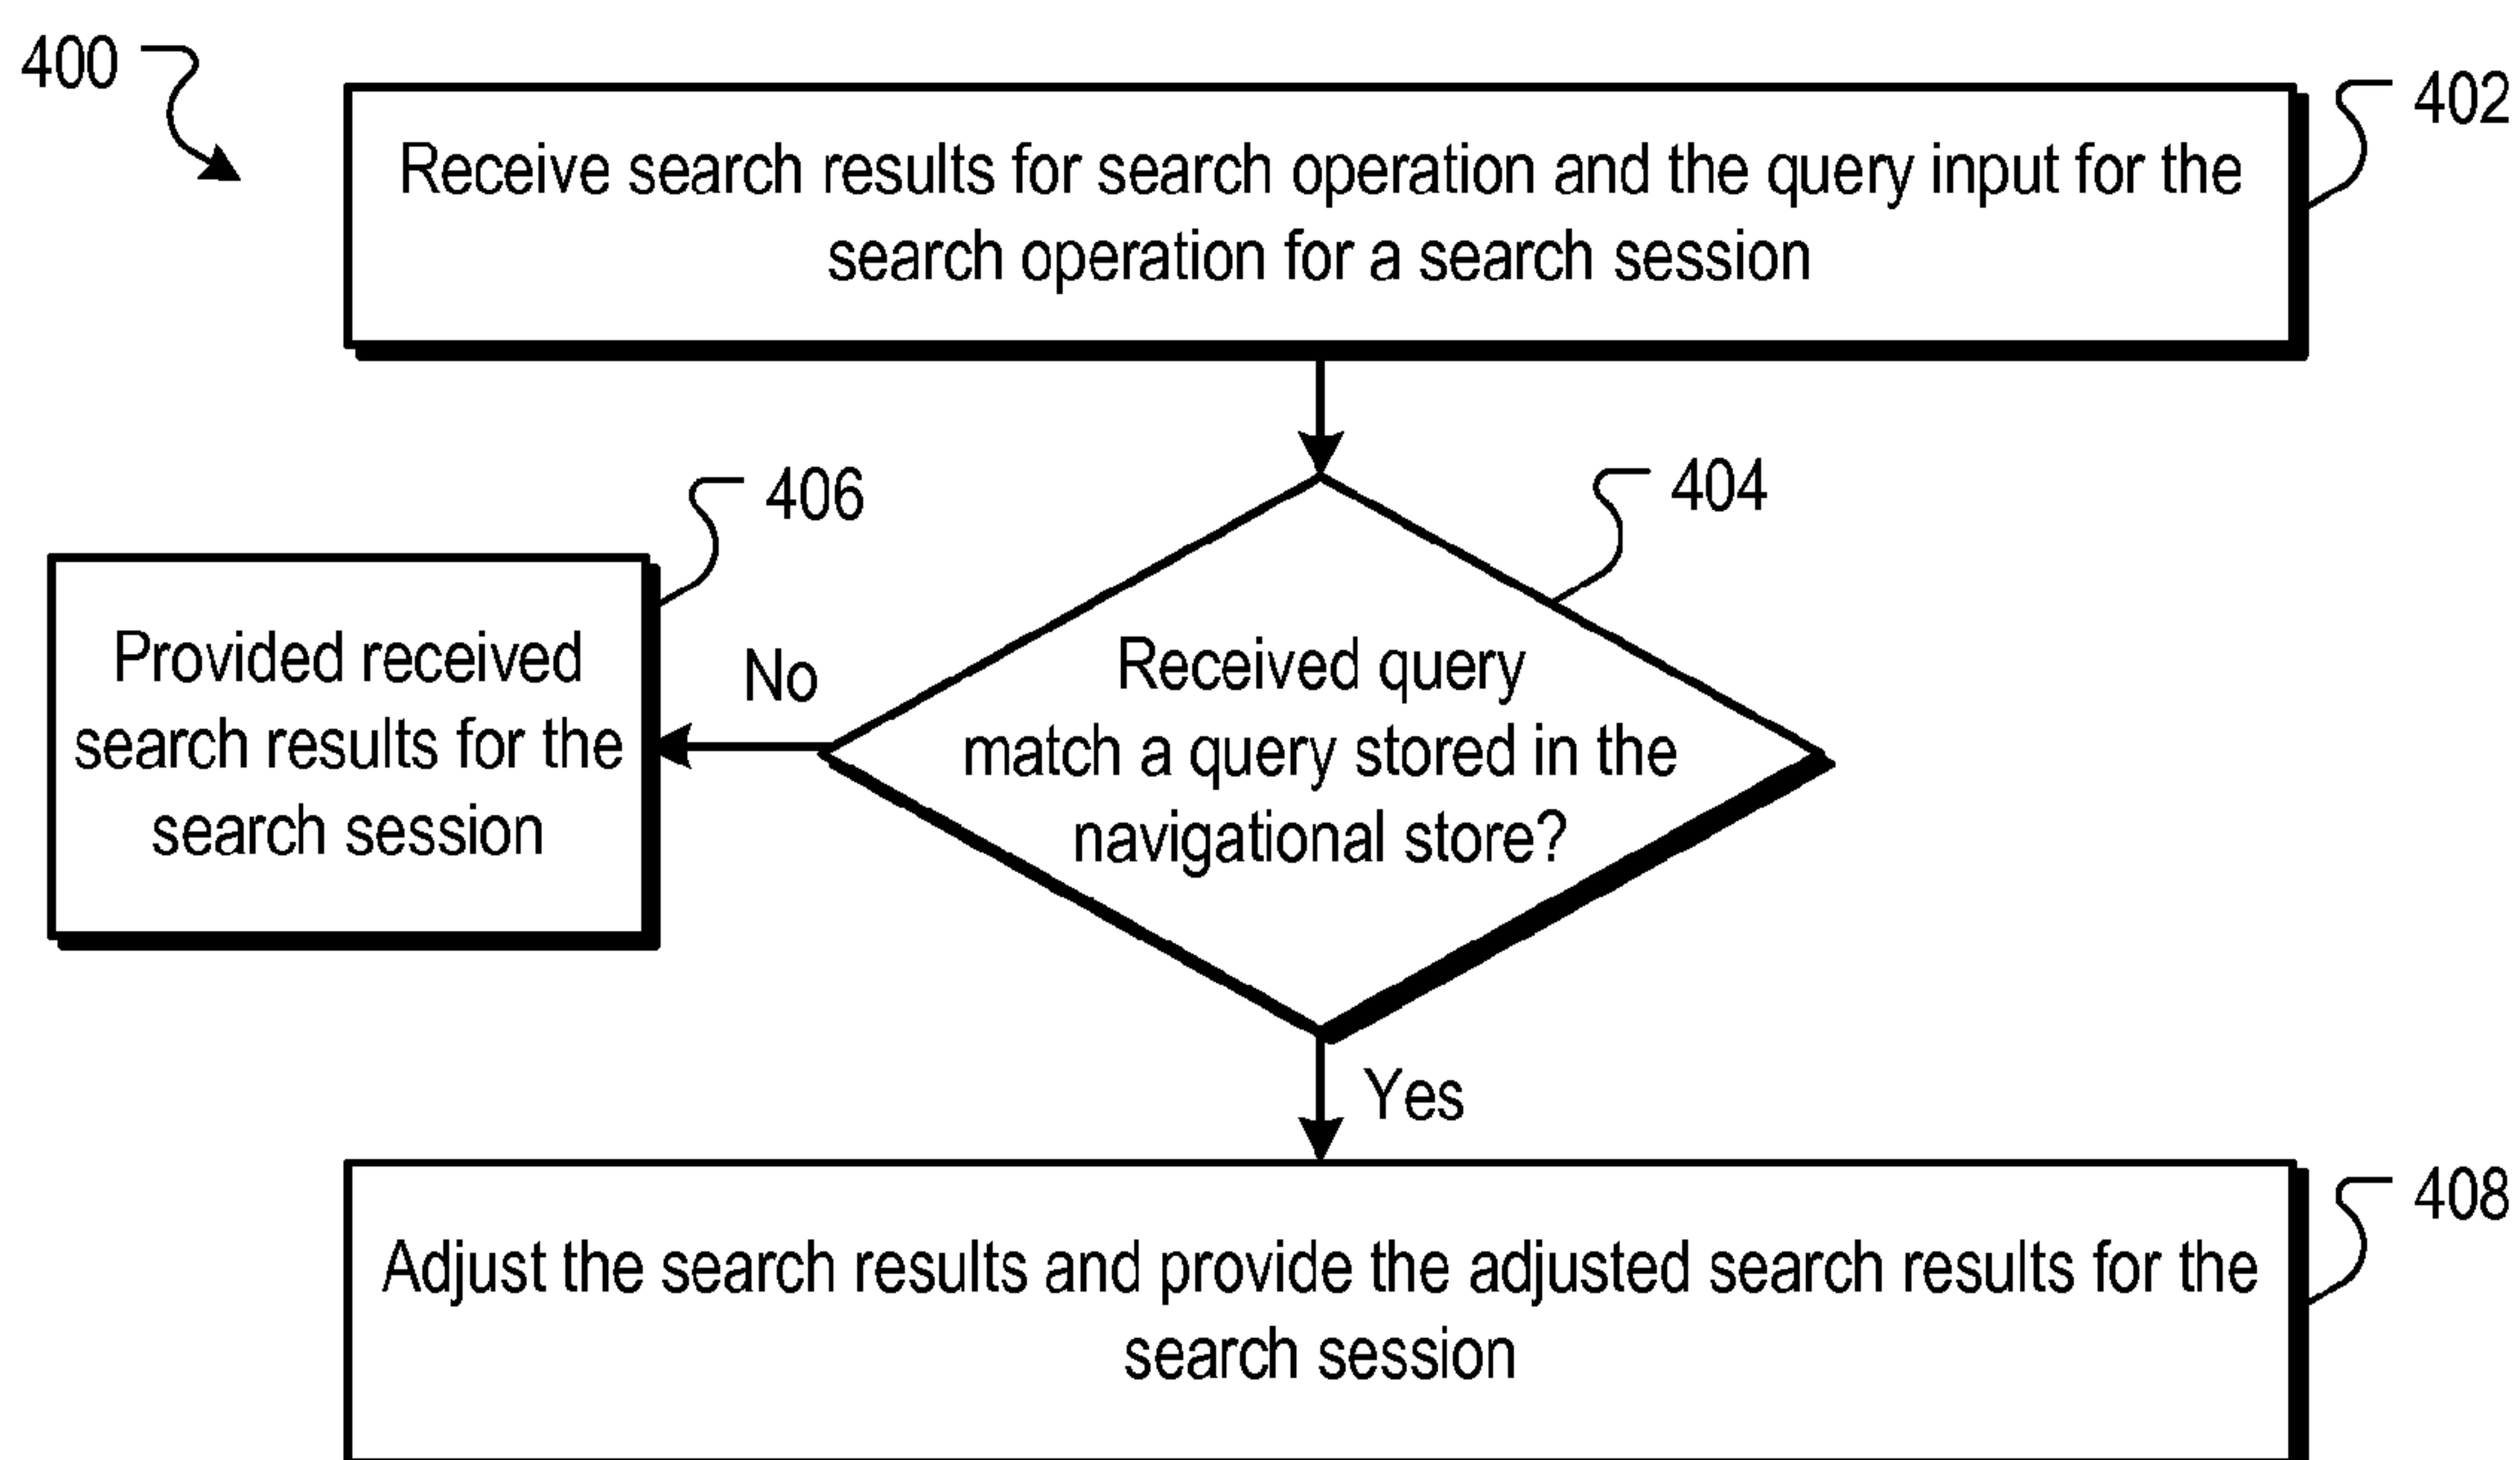 400
402
Receive search results for search operation and the query input for the
search operation for a search session
406
404
Provided received
search results for the
search session
No
Received query
match a query stored in the
navigational store?
Yes
408
Adjust the search results and provide the adjusted search results for the
search session